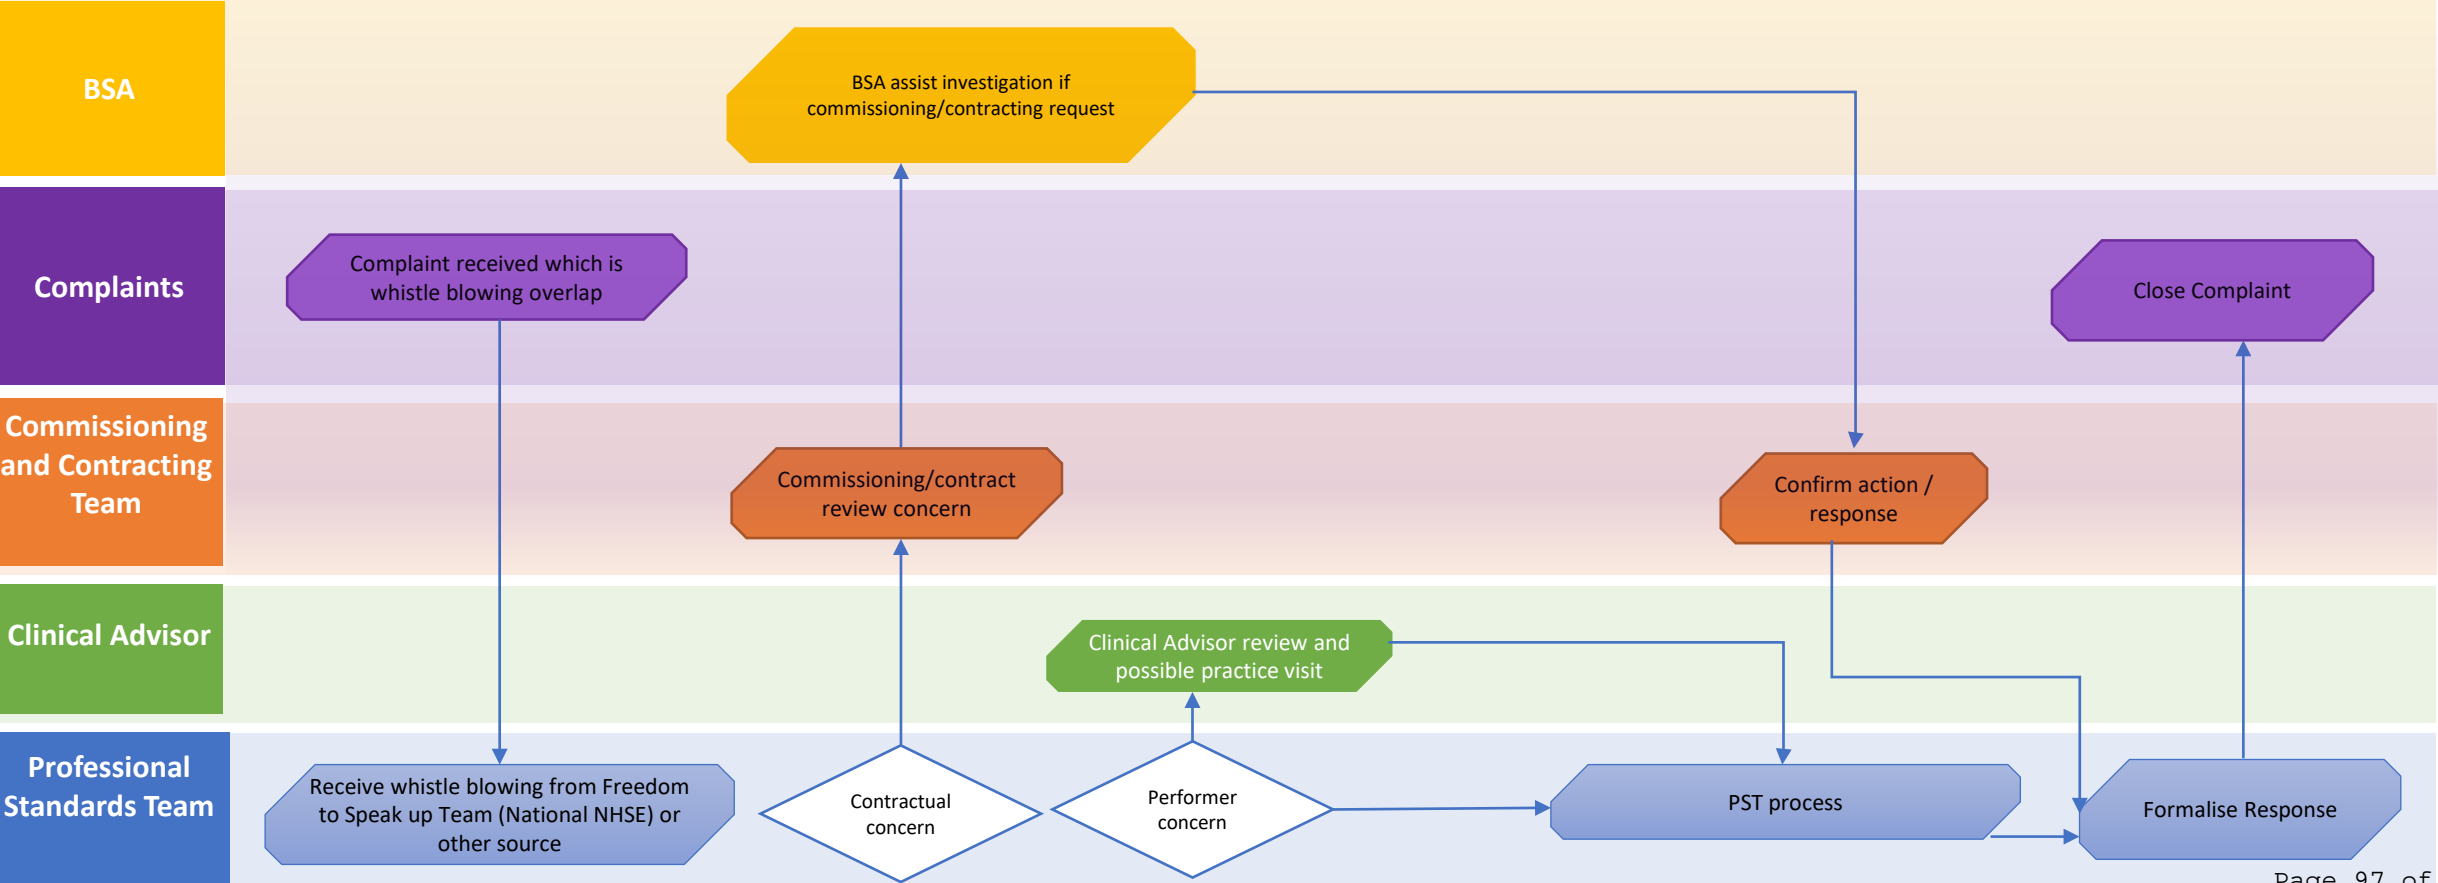 BSA
BSA assist investigation if
commissioning/contracting request
Complaints
Complaint received which is
whistle blowing overlap
Close Complaint
Commissioning
and Contracting
Team
Commissioning/contract
review concern
Confirm action /
response
Clinical Advisor
Clinical Advisor review and
possible practice visit
Professional
Standards Team
Receive whistle blowing from Freedom
to Speak up Team (National NHSE) or
other source
Contractual
concern
Performer
concern
PST process
Formalise Response
Page 97 of